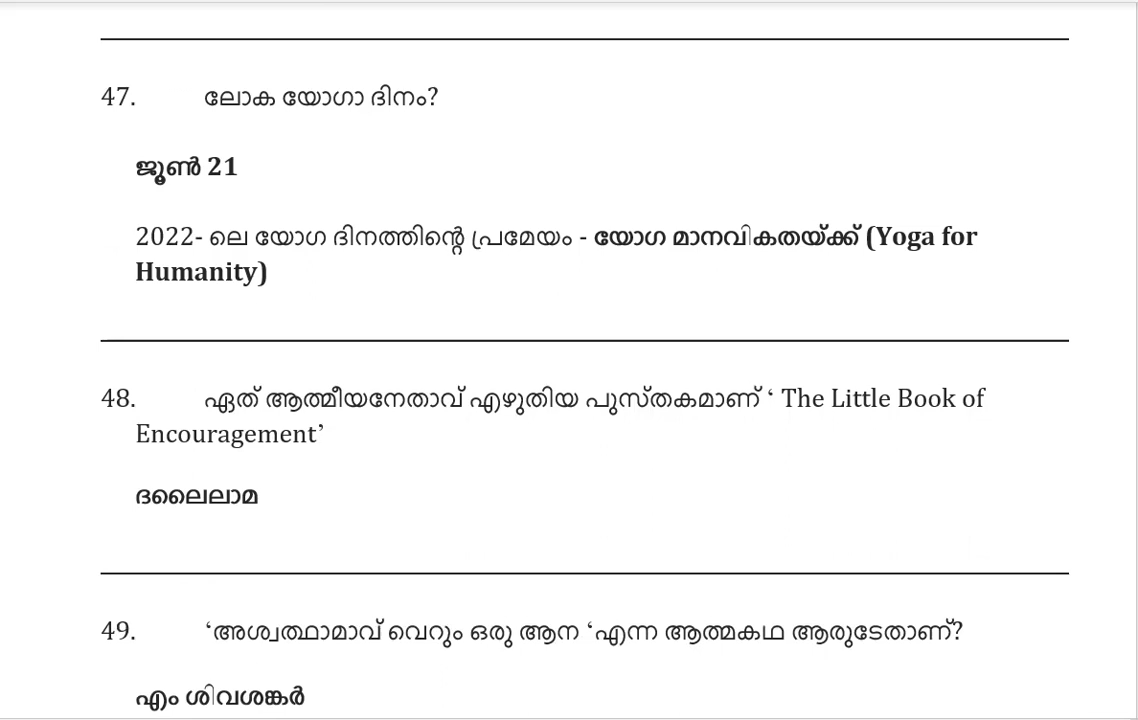 47. ലോക യോഗാ ദിനം?
ജൂൺ 21
2022- ലെ യോഗ ദിനത്തിന്റെ പ്രമേയം - യോഗ മാനവികതയ്ക്ക് (Yoga for
Humanity)
48. ഏത് ആത്മീയനേതാവ് എഴുതിയ പുസ്തകമാണ് ‘ The Little Book of
Encouragement’
ദലൈലാമ
49. ‘അശ്വത്ഥാമാവ് വെറും ഒരു ആന ‘എന്ന ആത്മകഥ ആരുടേതാണ്?
എം ശിവശങ്കർ